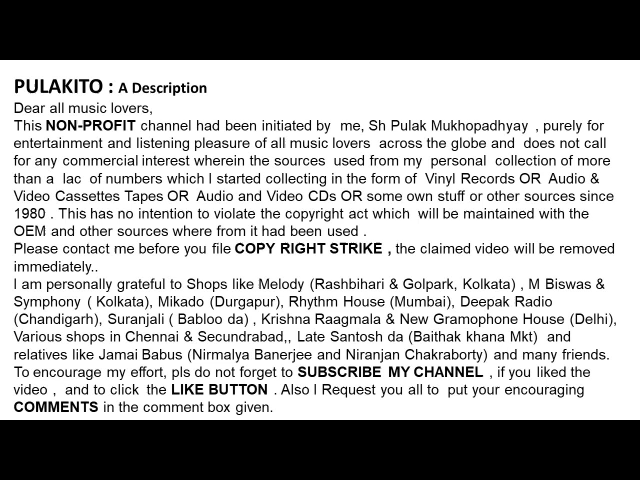 PULAKITO : A Description
Dear all music lovers,
This NON-PROFIT channel had been initiated by me, Sh Pulak Mukhopadhyay , purely for
entertainment and listening pleasure of all music lovers across the globe and does not call
for any commercial interest wherein the sources used from my personal collection of more
than a lac of numbers which I started collecting in the form of Vinyl Records OR Audio &
Video Cassettes Tapes OR Audio and Video CDs OR some own stuff or other sources since
1980 . This has no intention to violate the copyright act which will be maintained with the
OEM and other sources where from it had been used .
Please contact me before you file COPY RIGHT STRIKE , the claimed video will be removed
immediately..
I am personally grateful to Shops like Melody (Rashbihari & Golpark, Kolkata) , M Biswas &
Symphony ( Kolkata), Mikado (Durgapur), Rhythm House (Mumbai), Deepak Radio
(Chandigarh), Suranjali ( Babloo da) , Krishna Raagmala & New Gramophone House (Delhi),
Various shops in Chennai & Secundrabad,, Late Santosh da (Baithak khana Mkt) and
relatives like Jamai Babus (Nirmalya Banerjee and Niranjan Chakraborty) and many friends.
To encourage my effort, pls do not forget to SUBSCRIBE MY CHANNEL , if you liked the
video , and to click the LIKE BUTTON . Also I Request you all to put your encouraging
COMMENTS in the comment box given.